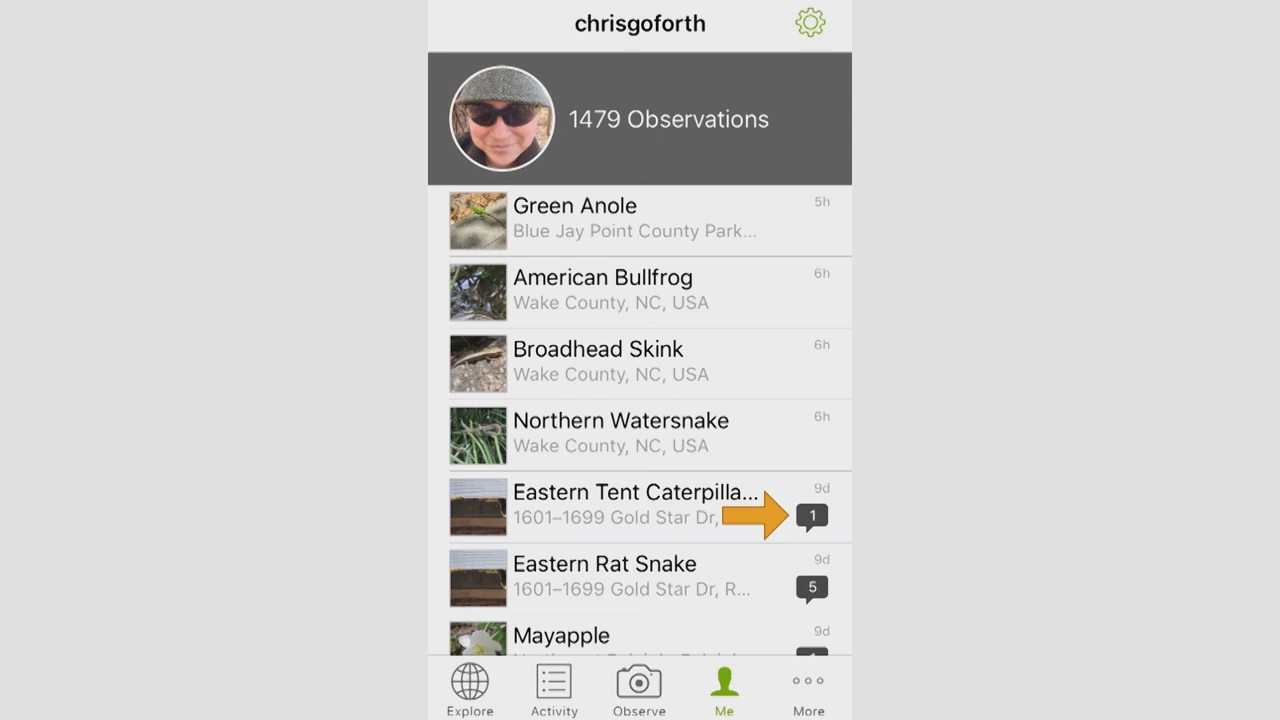 chrisgoforth
1479 Observations
Green Anole
5h
Blue Jay Point County Park...
American Bullfrog
6h
Wake County, NC, USA
Broadhead Skink
6h
Wake County, NC, USA
Northern Watersnake
6h
Wake County, NC, USA
Eastern Tent Caterpilla...
9d
1601–1699 Gold Star Dr,
1
Eastern Rat Snake
9d
1601–1699 Gold Star Dr, R...
5
Mayapple
9d
Explore
Activity
Observe
Me
More